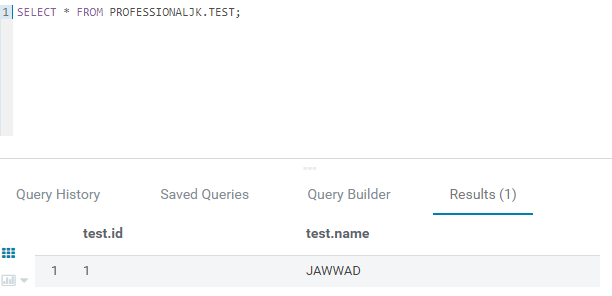 1 SELECT * FROM PROFESSIONALJK.TEST;
Query History Saved Queries Query Builder Results (1)
test.id test.name
1 1 JAWWAD